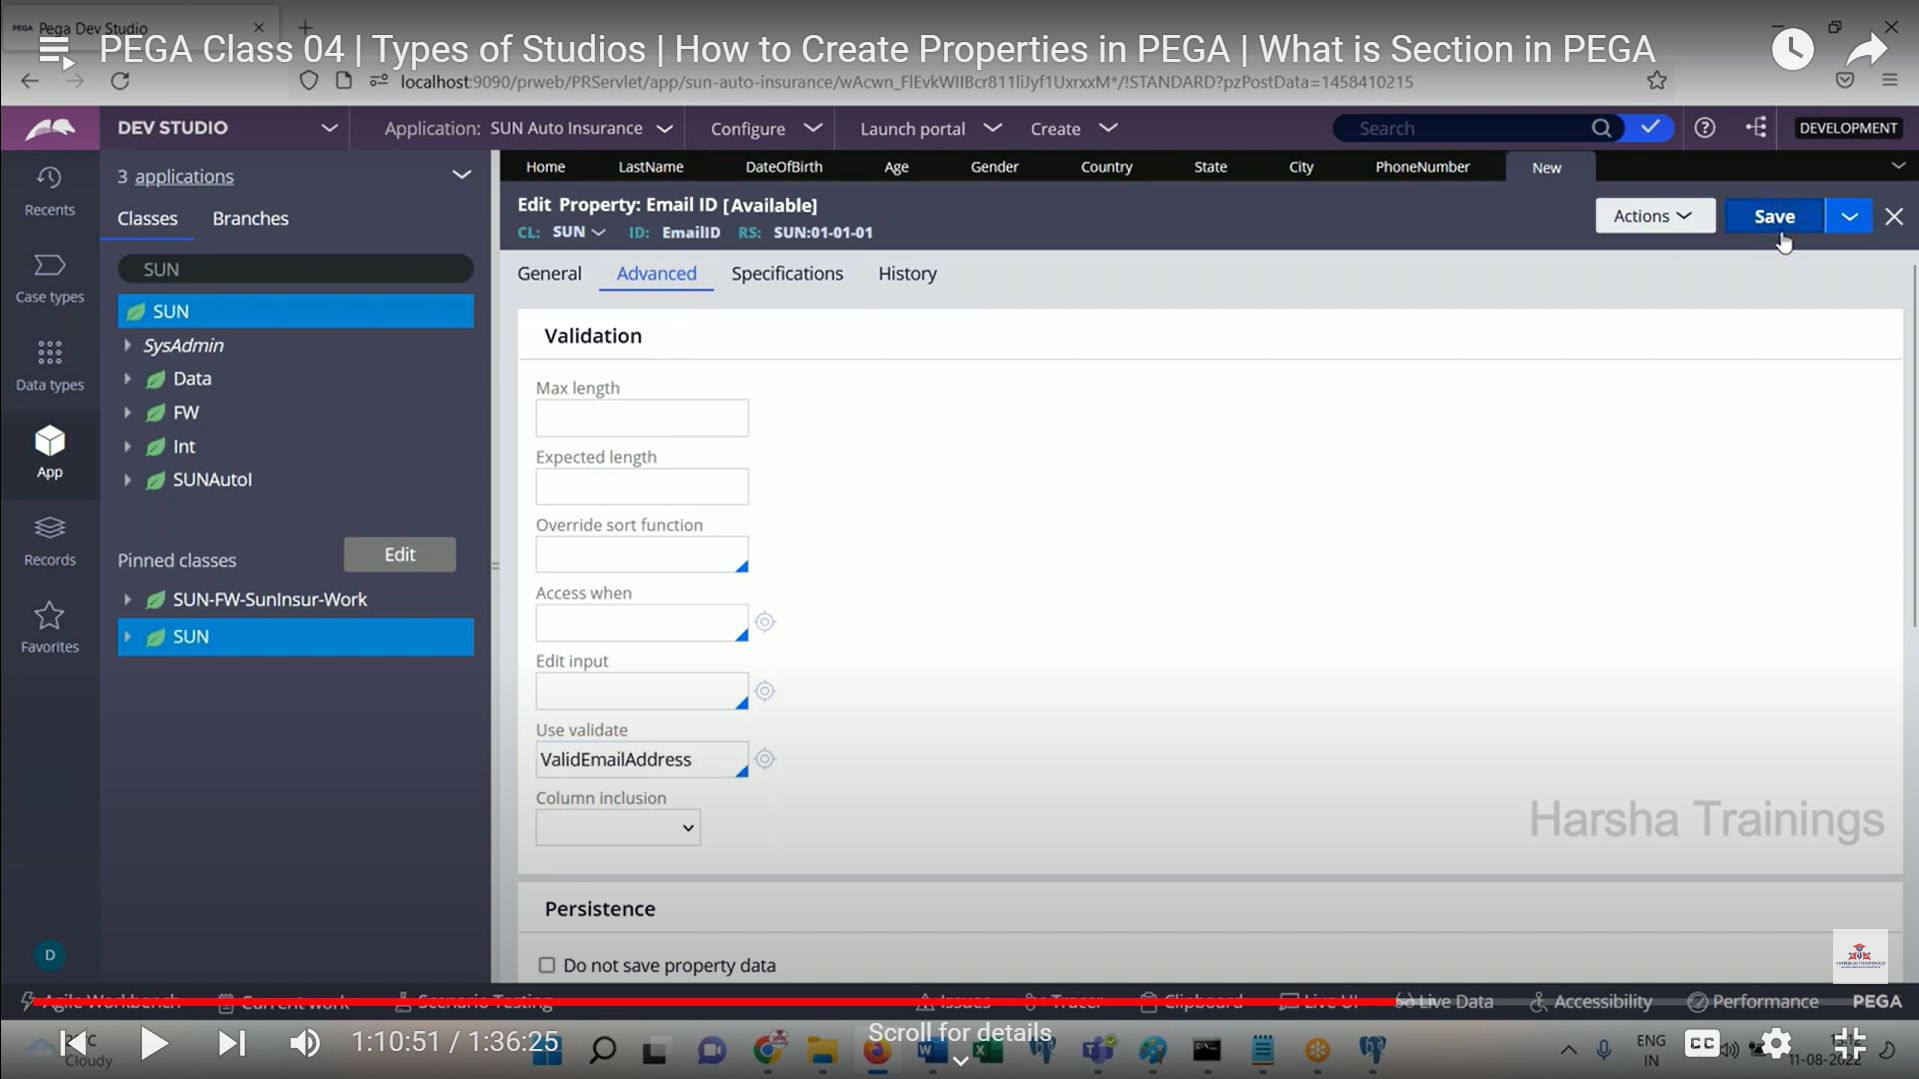 PEGA Pega Dev Studio
PEGA Class 04 | Types of Studios | How to Create Properties in PEGA | What is Section in PEGA
localhost:9090/prweb/PRServlet/app/sun-auto-insurance/wAcwn_FlEvkWIIBcr811liJyf1UxrxxM*/!STANDARD?pzPostData=1458410215
DEV STUDIO
Application: SUN Auto Insurance
Configure
Launch portal
Create
Search
DEVELOPMENT
Recents
Case types
Data types
App
Records
Favorites
D
3 applications
Classes Branches
SUN
SUN
SysAdmin
Data
FW
Int
SUNAutoI
Pinned classes Edit
SUN-FW-SunInsur-Work
SUN
Home LastName DateOfBirth Age Gender Country State City PhoneNumber New
Edit Property: Email ID [Available]
CL: SUN ID: EmailID RS: SUN:01-01-01
Actions Save
General Advanced Specifications History
Validation
Max length
Expected length
Override sort function
Access when
Edit input
Use validate
ValidEmailAddress
Column inclusion
Harsha Trainings
Persistence
Do not save property data
HARSHA TRAININGS
Agile Workbench Current work Scenario Testing Issues Tracer Clipboard Live UI Live Data Accessibility Performance PEGA
Cloudy
1:10:51 / 1:36:25
Scroll for details
ENG
IN
CC
11-08-2022